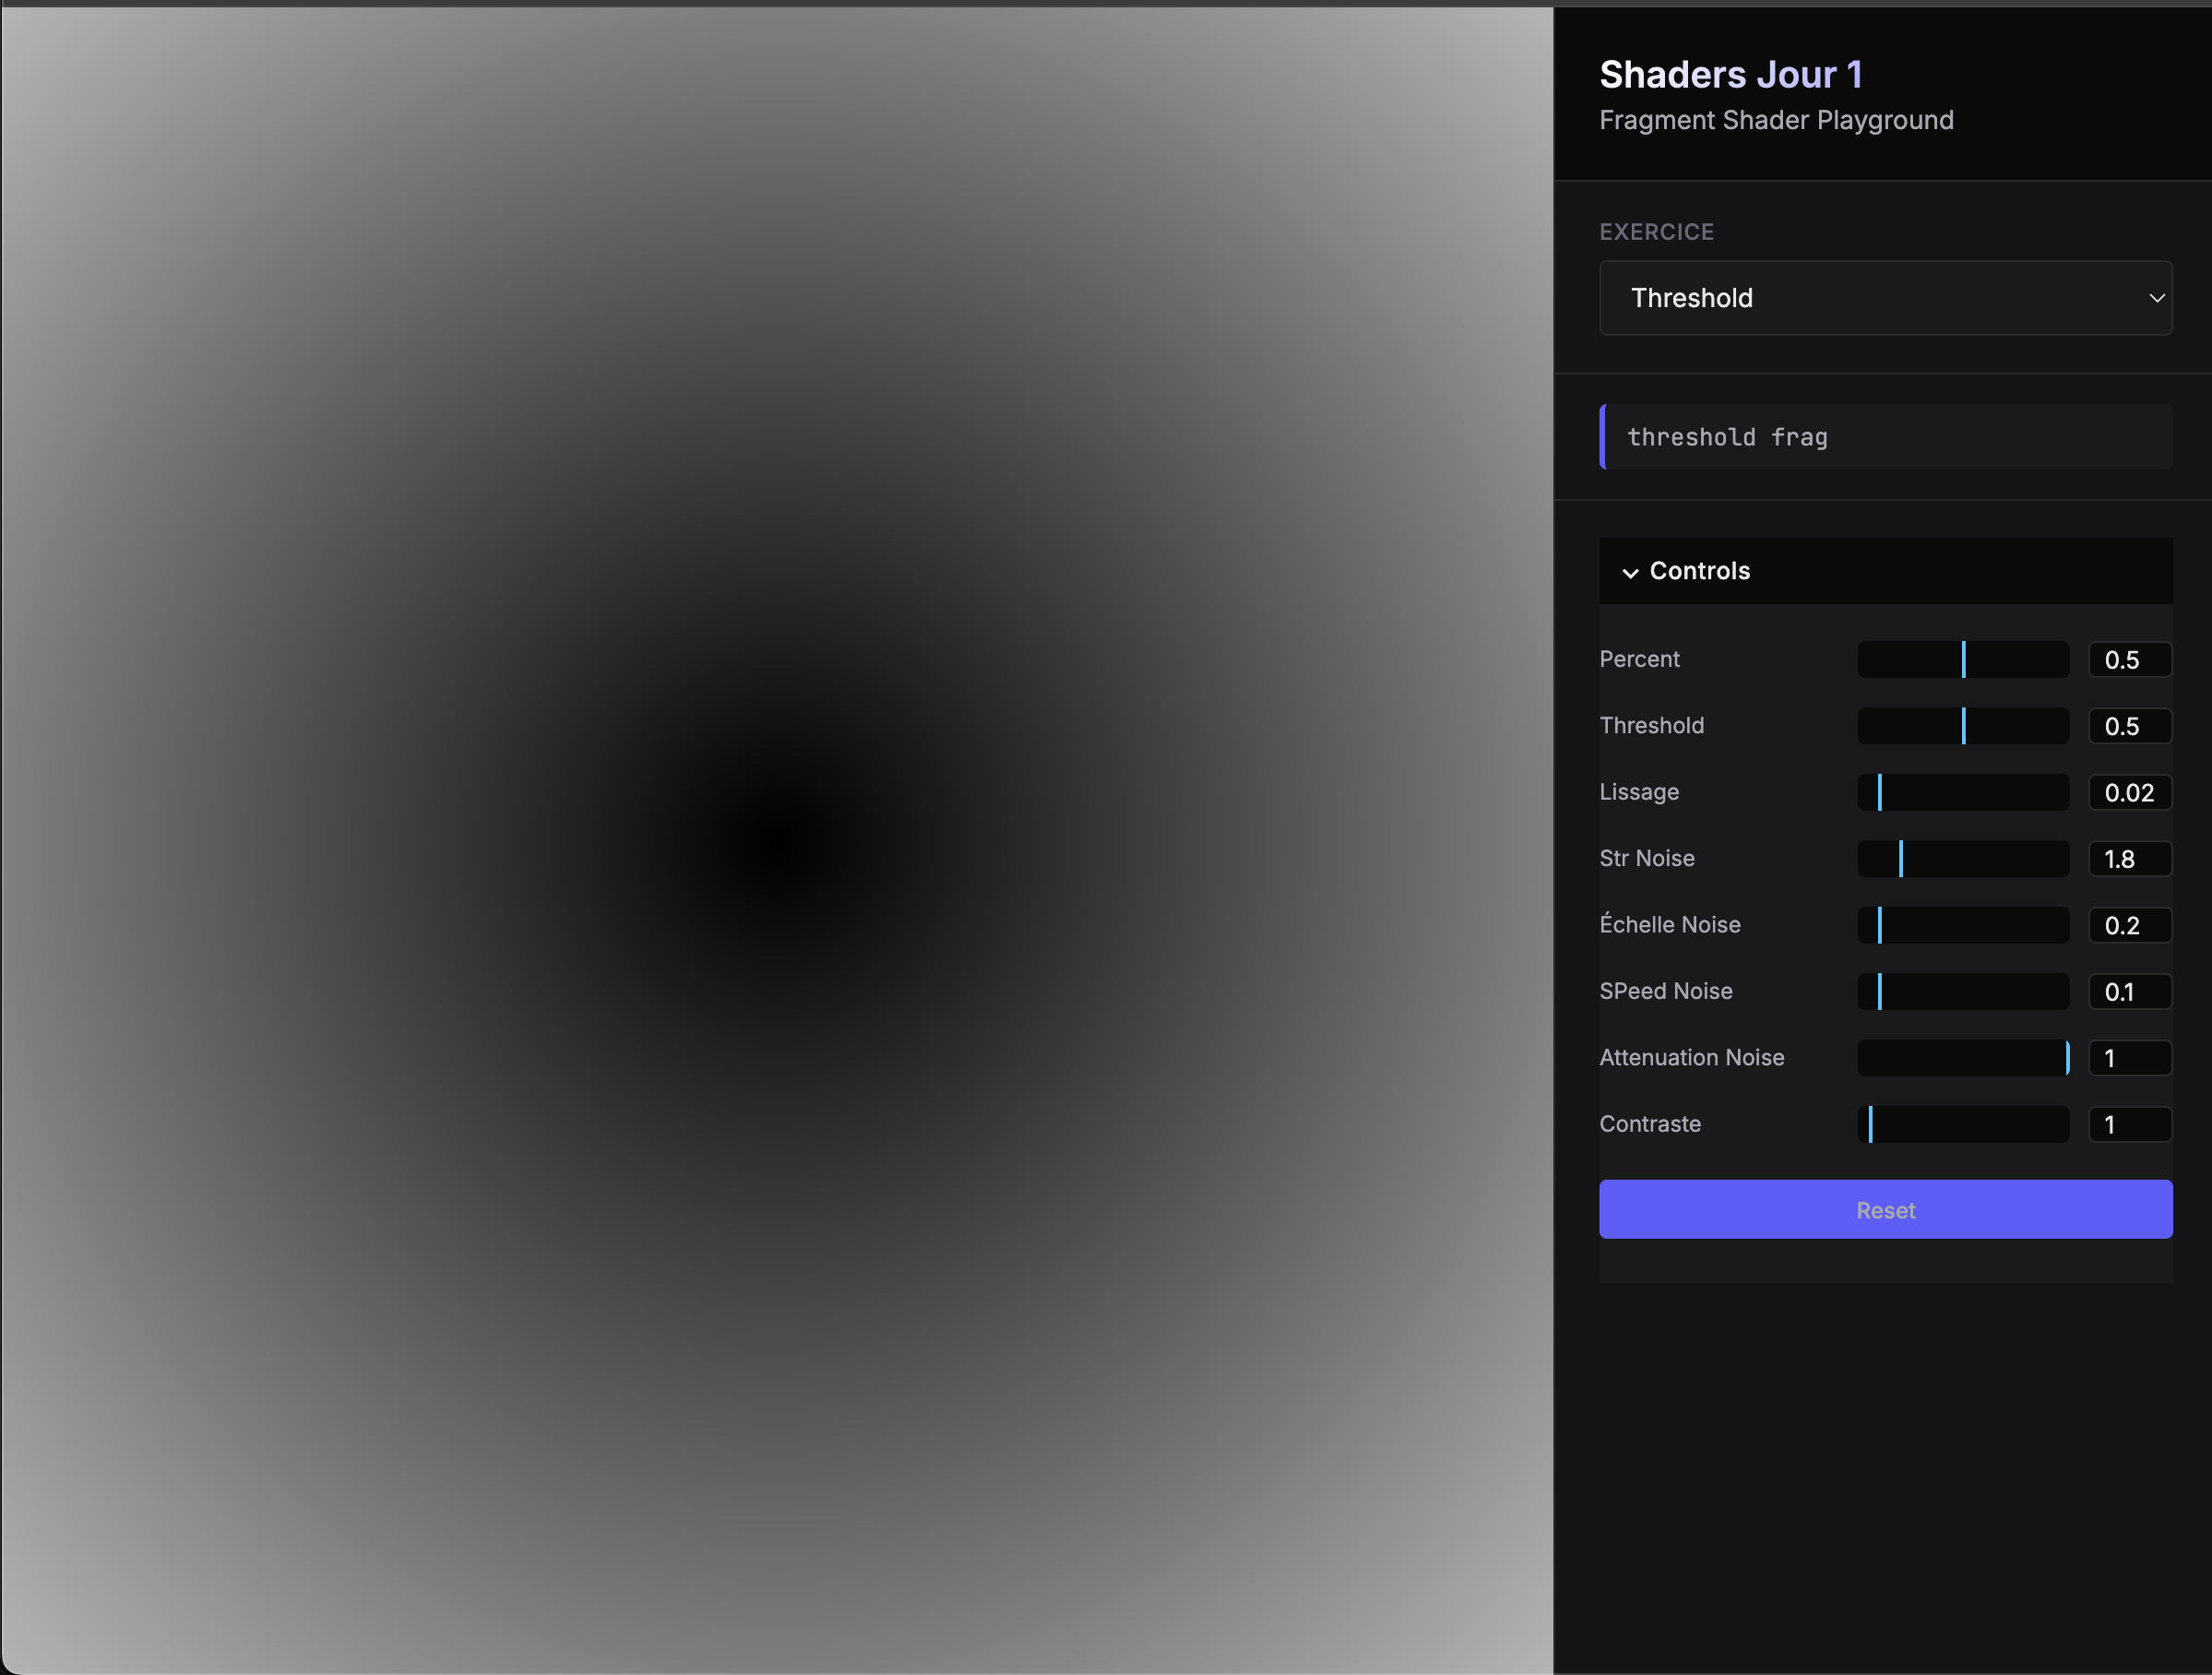 Shaders Jour 1
Fragment Shader Playground
EXERCICE
Threshold
threshold frag
Controls
Percent 0.5
Threshold 0.5
Lissage 0.02
Str Noise 1.8
Échelle Noise 0.2
SPeed Noise 0.1
Attenuation Noise 1
Contraste 1
Reset